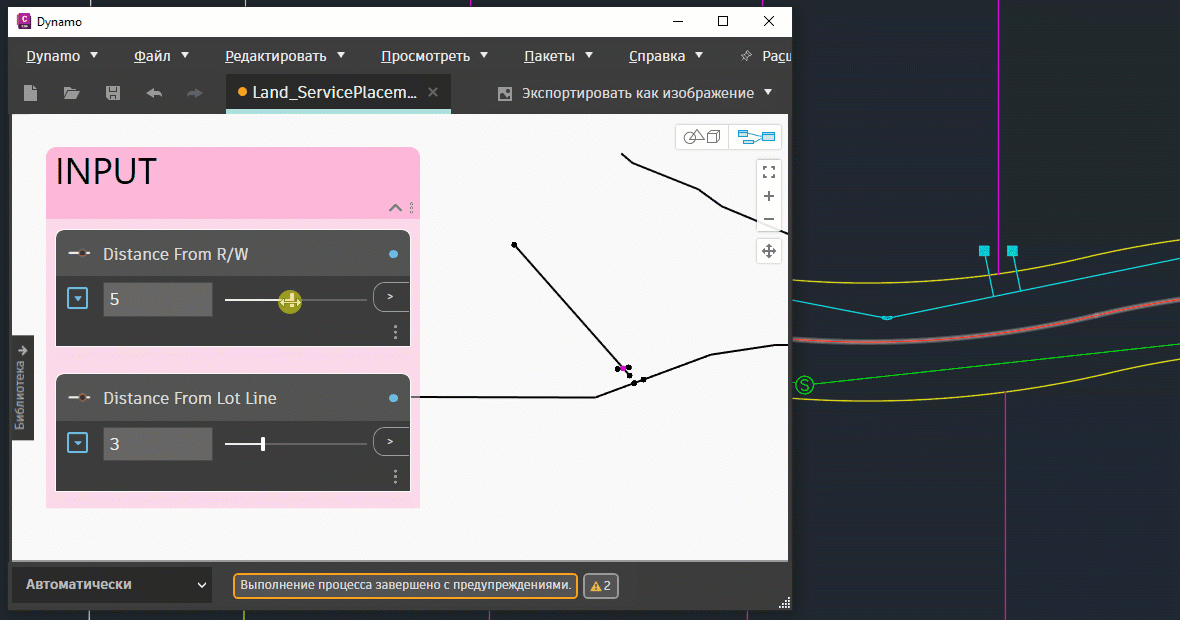 Dynamo
Dynamo Файл Редактировать Просмотреть Пакеты Справка Расш
Land_ServicePlacem... Экспортировать как изображение
INPUT
Distance From R/W
5
>
Distance From Lot Line
3
>
Библиотека
S
Автоматически
Выполнение процесса завершено с предупреждениями.
2